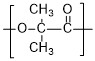 CH₃ O
O C C
CH₃